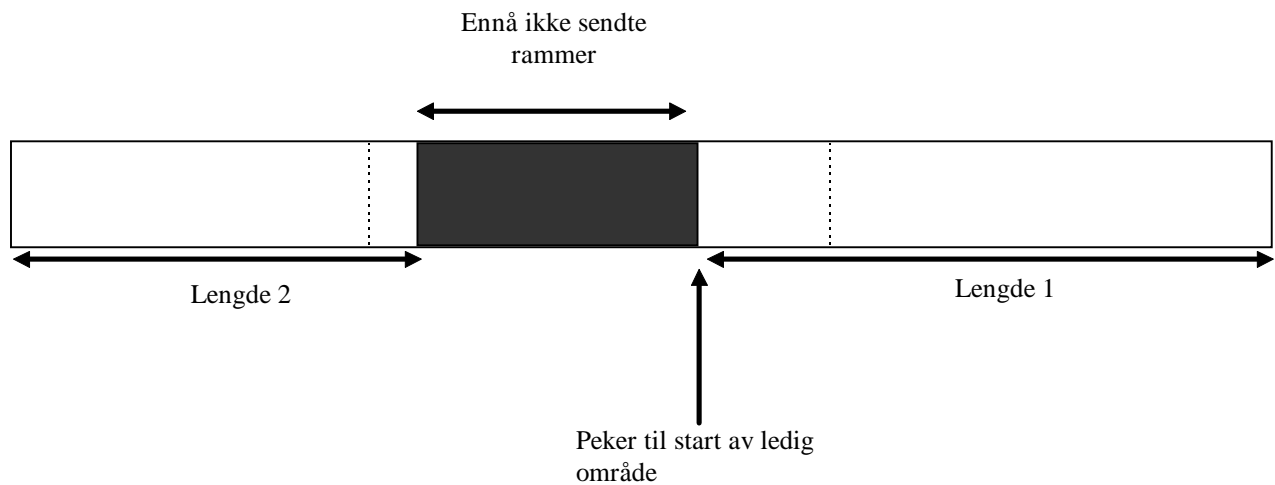 Ennå ikke sendte
rammer
Lengde 2
Lengde 1
Peker til start av ledig
område